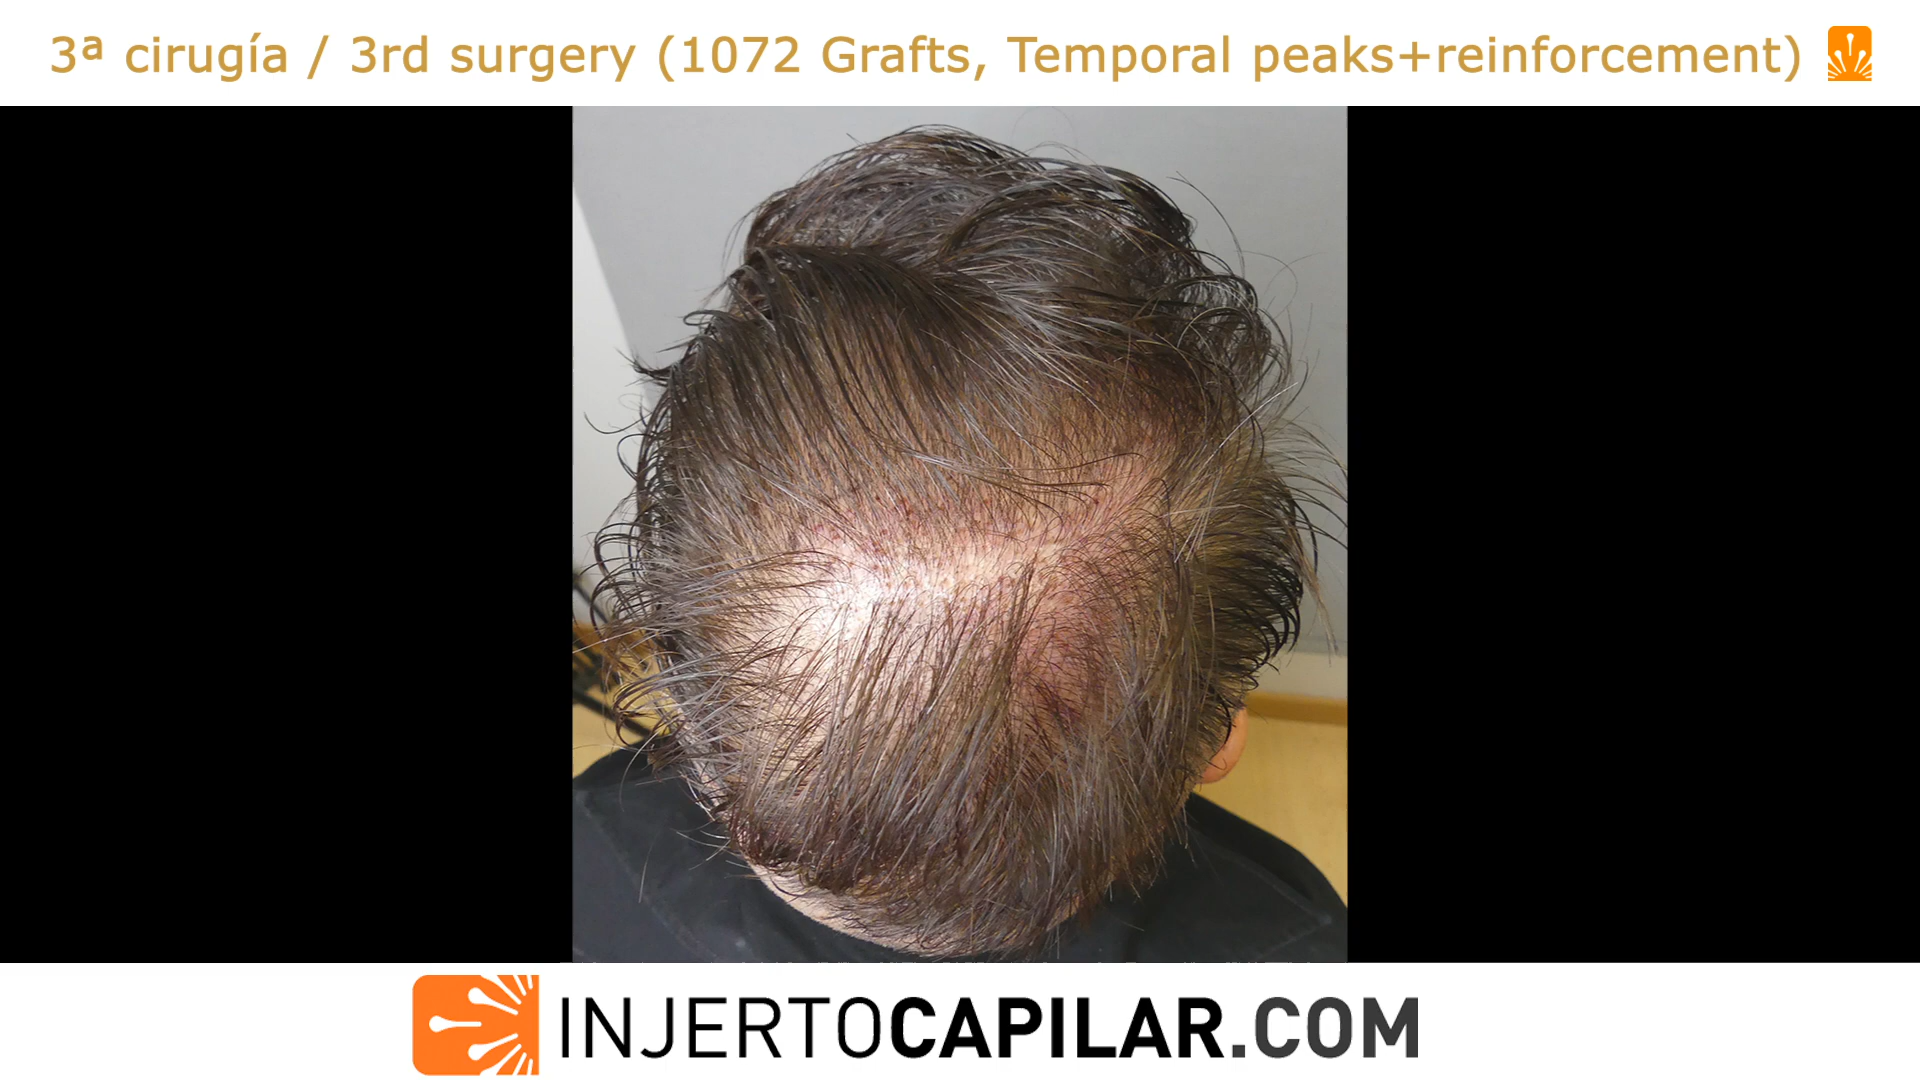 3ª cirugía / 3rd surgery (1072 Grafts, Temporal peaks+reinforcement)
INJERTOCAPILAR.COM